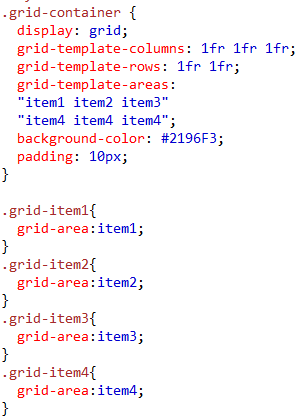 .grid-container {
  display: grid;
  grid-template-columns: 1fr 1fr 1fr;
  grid-template-rows: 1fr 1fr;
  grid-template-areas:
  "item1 item2 item3"
  "item4 item4 item4";
  background-color: #2196F3;
  padding: 10px;
}

.grid-item1{
  grid-area:item1;
}
.grid-item2{
  grid-area:item2;
}
.grid-item3{
  grid-area:item3;
}
.grid-item4{
  grid-area:item4;
}